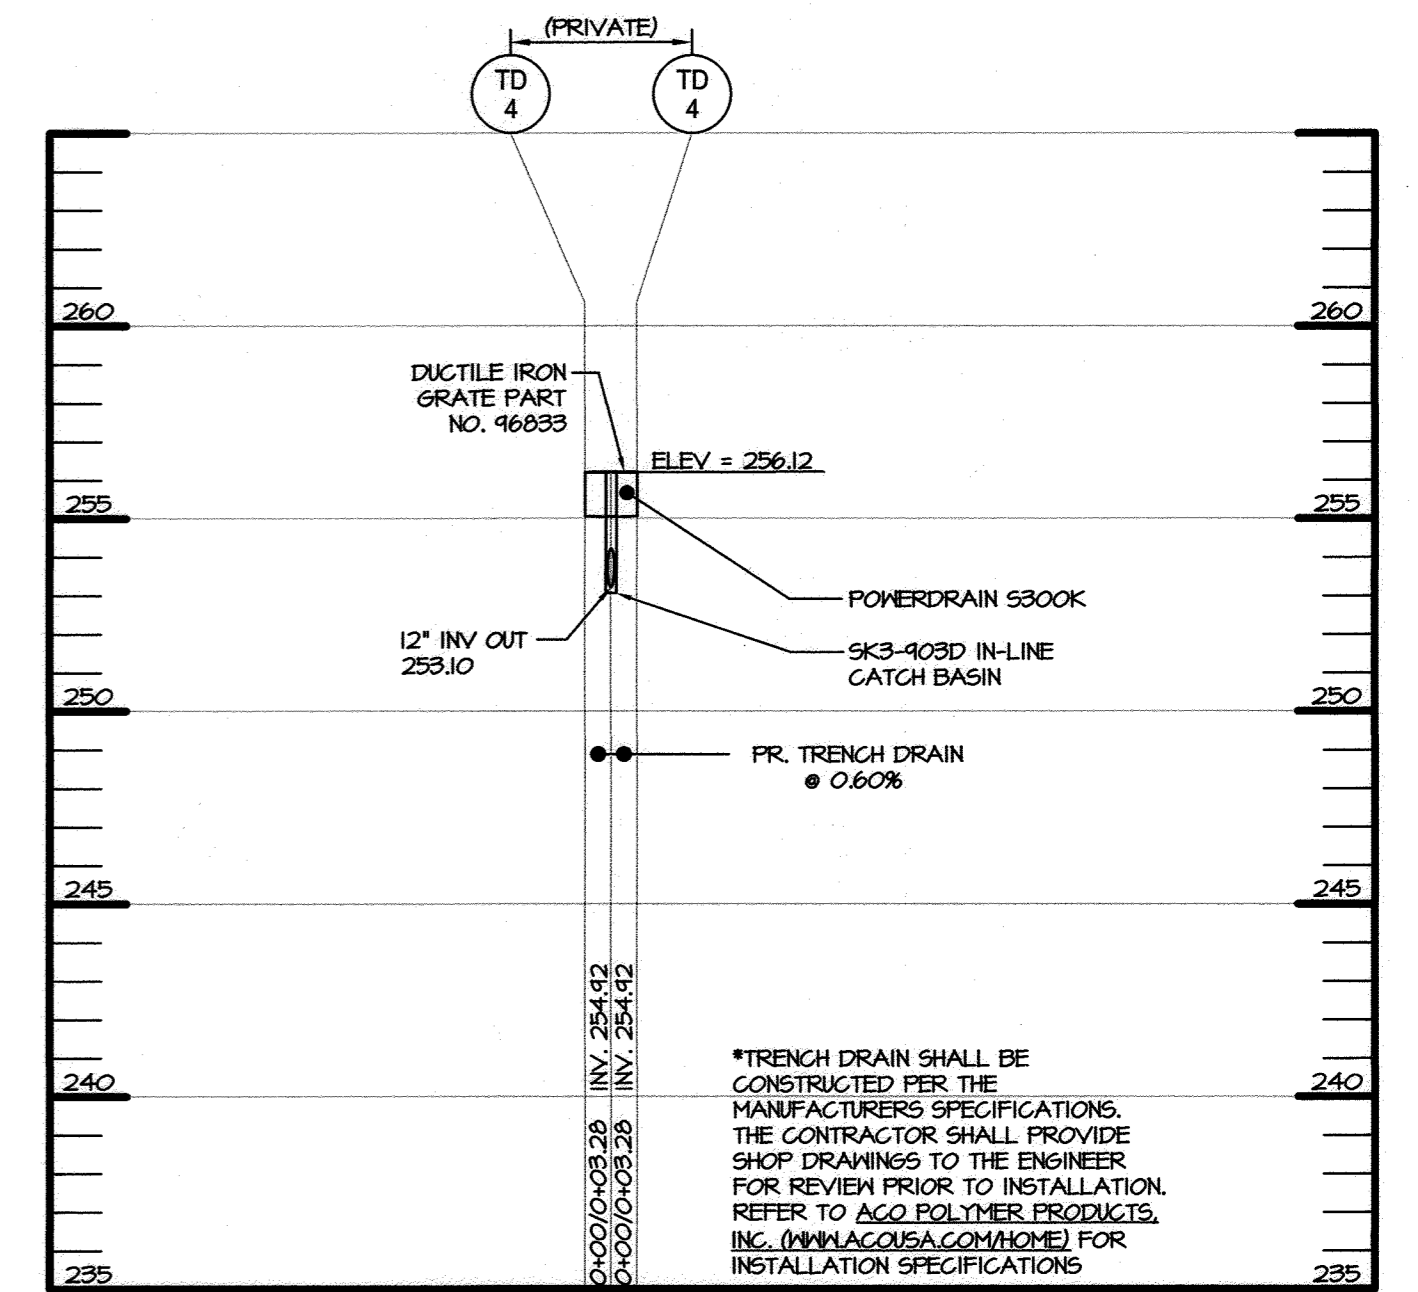 (PRIVATE)
TD
4
TD
4
260
260
DUCTILE IRON
GRATE PART
NO. 96833
ELEV = 256.12
255
255
POWERDRAIN S300K
12" INV OUT
253.10
SK3-903D IN-LINE
CATCH BASIN
250
250
PR. TRENCH DRAIN
@ 0.60%
245
245
0+00/0+03.28 INV. 254.92
0+00/0+03.28 INV. 254.92
240
240
*TRENCH DRAIN SHALL BE
CONSTRUCTED PER THE
MANUFACTURERS SPECIFICATIONS.
THE CONTRACTOR SHALL PROVIDE
SHOP DRAWINGS TO THE ENGINEER
FOR REVIEW PRIOR TO INSTALLATION.
REFER TO ACO POLYMER PRODUCTS,
INC. (WWW.ACOUSA.COM/HOME) FOR
INSTALLATION SPECIFICATIONS
235
235